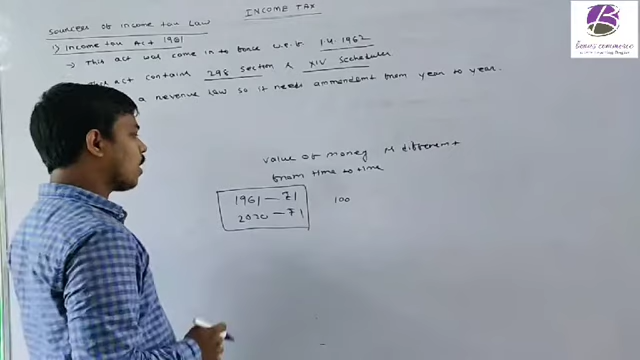 INCOME TAX
Sources of income tax Law
1) Income tax Act 1961
→ This act was come in to force w.e.f 1.4.1962
This act contains 298 section & XIV Schedules
a revenue law so it needs ammendemt from year to year.
value of money is different
from time to time
1961 — ₹1
2020 — ₹1
100
B
Bonus commerce